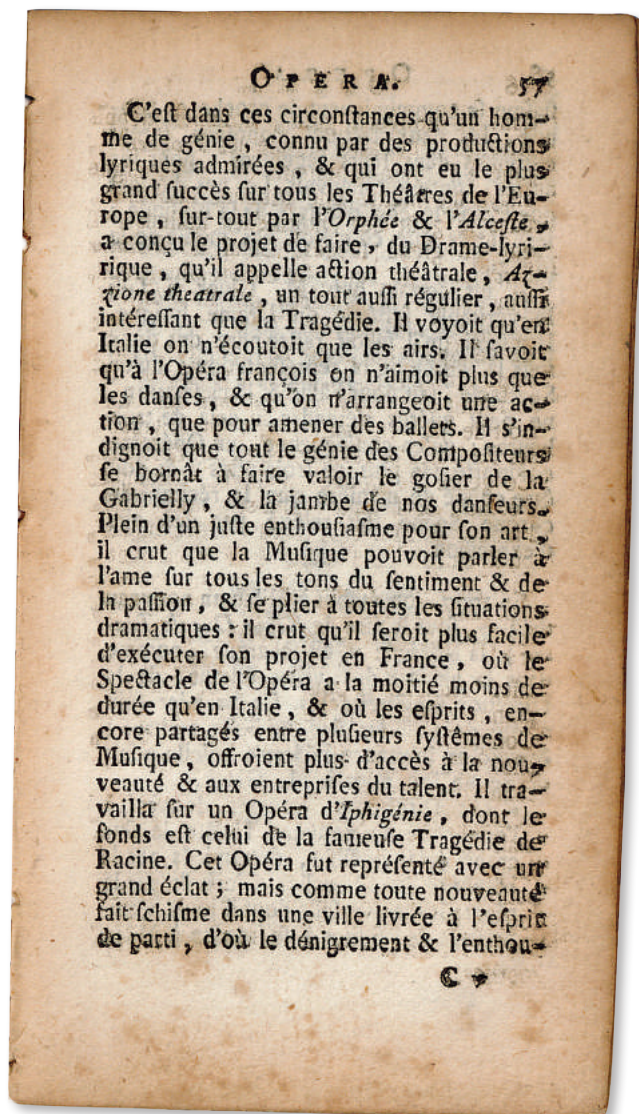 OPERA. 57
C'eſt dans ces circonſtances qu'un hom-
me de génie, connu par des productions
lyriques admirées, & qui ont eu le plus
grand ſuccès ſur tous les Théâtres de l'Eu-
rope, ſur-tout par l'Orphée & l'Alceſte,
a conçu le projet de faire, du Drame-lyri-
rique, qu'il appelle action théâtrale, Az-
zione theatrale, un tout auſſi régulier, auſſi
intéreſſant que la Tragédie. Il voyoit qu'en
Italie on n'écoutoit que les airs. Il ſavoit
qu'à l'Opéra françois on n'aimoit plus que
les danſes, & qu'on n'arrangeoit une ac-
tion, que pour amener des ballets. Il s'in-
dignoit que tout le génie des Compoſiteurs
ſe bornât à faire valoir le goſier de la
Gabrielly, & la jambe de nos danſeurs.
Plein d'un juſte enthouſiaſme pour ſon art,
il crut que la Muſique pouvoit parler à
l'ame ſur tous les tons du ſentiment & de
la paſſion, & ſe plier à toutes les ſituations
dramatiques : il crut qu'il ſeroit plus facile
d'exécuter ſon projet en France, où le
Spectacle de l'Opéra a la moitié moins de
durée qu'en Italie, & où les eſprits, en-
core partagés entre pluſieurs ſyſtêmes de
Muſique, offroient plus d'accès à la nou-
veauté & aux entrepriſes du talent. Il tra-
vailla ſur un Opéra d'Iphigénie, dont le
fonds eſt celui de la fameuſe Tragédie de
Racine. Cet Opéra fut repréſenté avec un
grand éclat ; mais comme toute nouveauté
fait ſchiſme dans une ville livrée à l'eſprit
de parti, d'où le dénigrement & l'enthou-
C